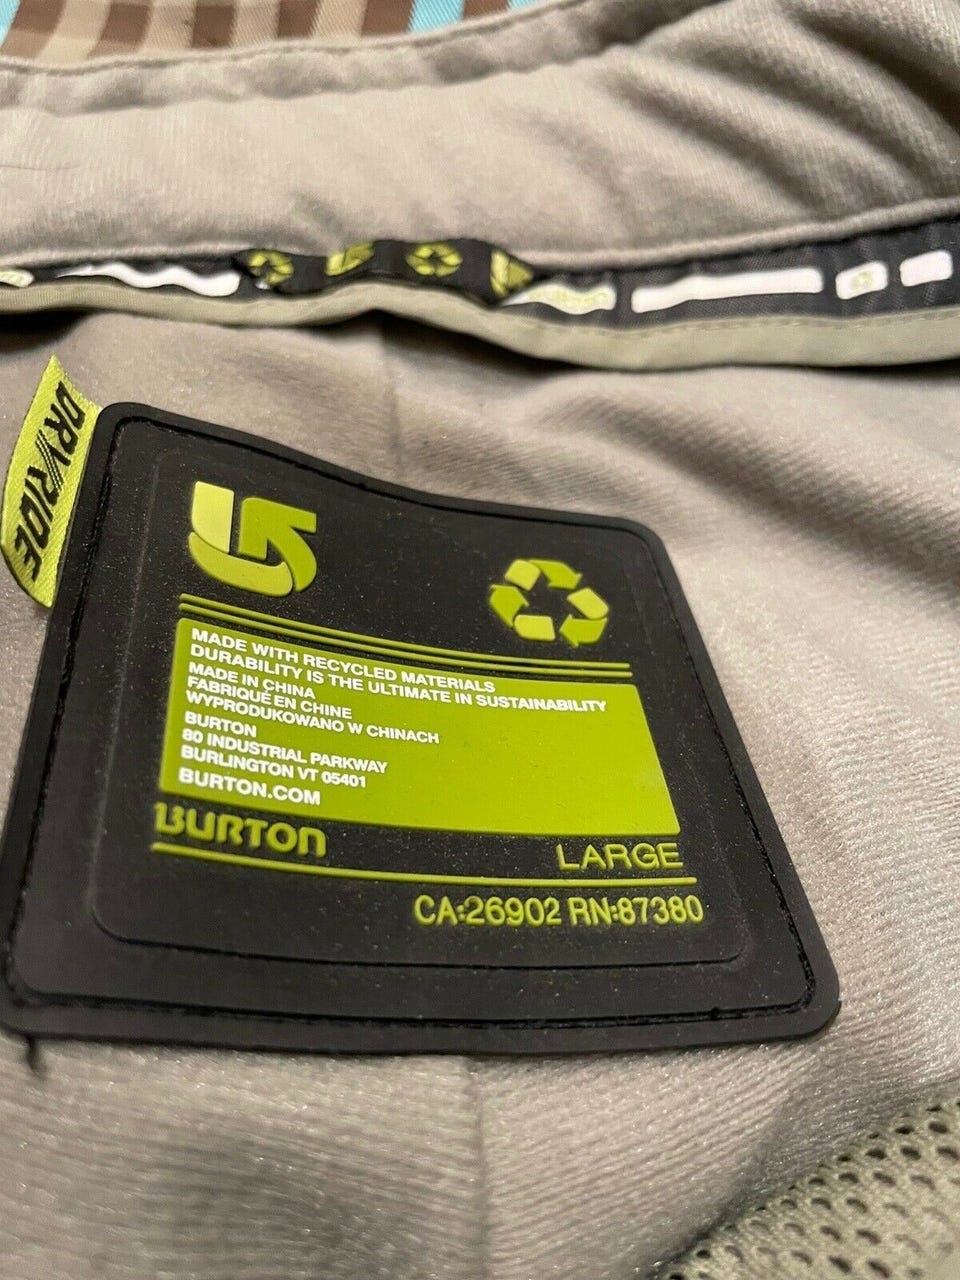 DRYRIDE
MADE WITH RECYCLED MATERIALS
DURABILITY IS THE ULTIMATE IN SUSTAINABILITY
MADE IN CHINA
FABRIQUÉ EN CHINE
WYPRODUKOWANO W CHINACH
BURTON
80 INDUSTRIAL PARKWAY
BURLINGTON VT 05401
BURTON.COM
BURTON
LARGE
CA:26902 RN:87380